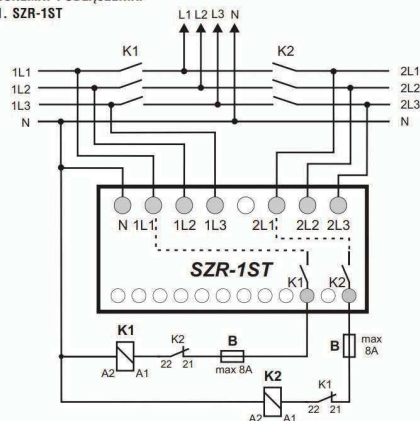 1. SZR-1ST
L1 L2 L3 N
K1 K2
1L1 2L1
1L2 2L2
1L3 2L3
N N
N 1L1 1L2 1L3 2L1 2L2 2L3
SZR-1ST
K1 K2
K1 K2 B B max 8A
max 8A
A2 A1 22 21
K2 K1
A2 A1 22 21